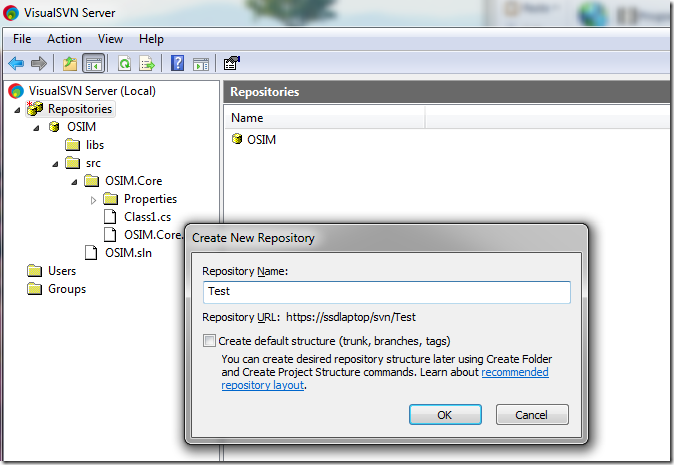 VisualSVN Server
File Action View Help
VisualSVN Server (Local)
Repositories
OSIM
libs
src
OSIM.Core
Properties
Class1.cs
OSIM.Core.
OSIM.sln
Users
Groups
Repositories
Name
OSIM
Create New Repository
Repository Name:
Test
Repository URL: https://ssdlaptop/svn/Test
Create default structure (trunk, branches, tags)
You can create desired repository structure later using Create Folder
and Create Project Structure commands. Learn about recommended
repository layout.
OK Cancel